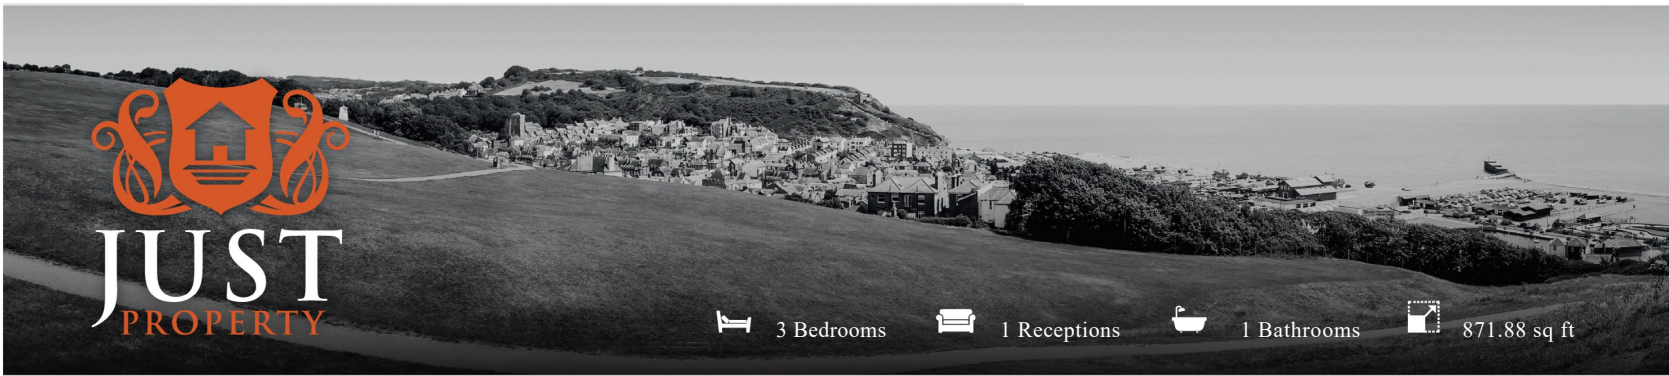 JUST
PROPERTY
3 Bedrooms
1 Receptions
1 Bathrooms
871.88 sq ft